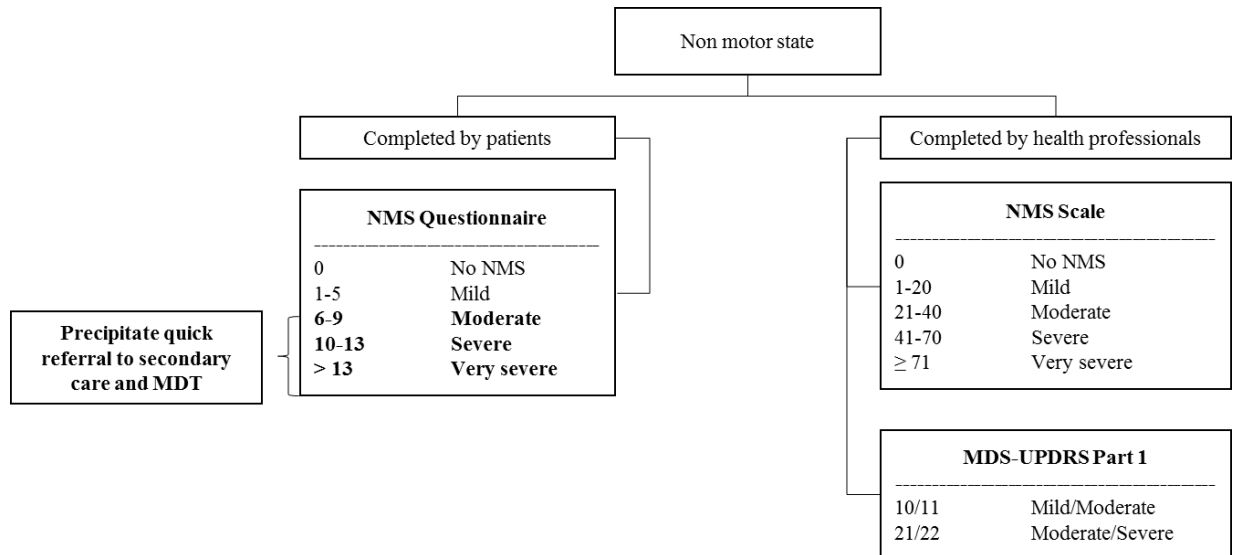 Non motor state
Completed by patients
Completed by health professionals
NMS Questionnaire
0 No NMS
1-5 Mild
6-9 Moderate
10-13 Severe
> 13 Very severe
Precipitate quick
referral to secondary
care and MDT
NMS Scale
0 No NMS
1-20 Mild
21-40 Moderate
41-70 Severe
≥ 71 Very severe
MDS-UPDRS Part 1
10/11 Mild/Moderate
21/22 Moderate/Severe